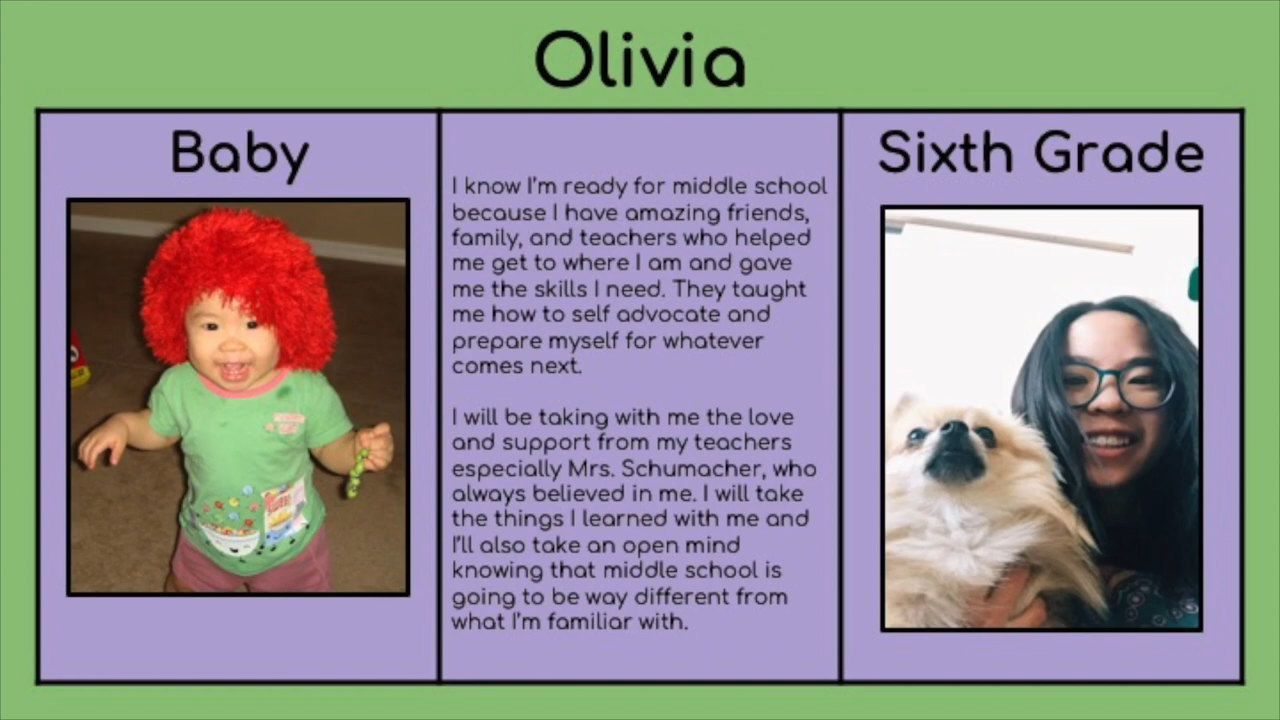 Olivia
Baby
I know I'm ready for middle school
because I have amazing friends,
family, and teachers who helped
me get to where I am and gave
me the skills I need. They taught
me how to self advocate and
prepare myself for whatever
comes next.
I will be taking with me the love
and support from my teachers
especially Mrs. Schumacher, who
always believed in me. I will take
the things I learned with me and
I'll also take an open mind
knowing that middle school is
going to be way different from
what I'm familiar with.
Sixth Grade